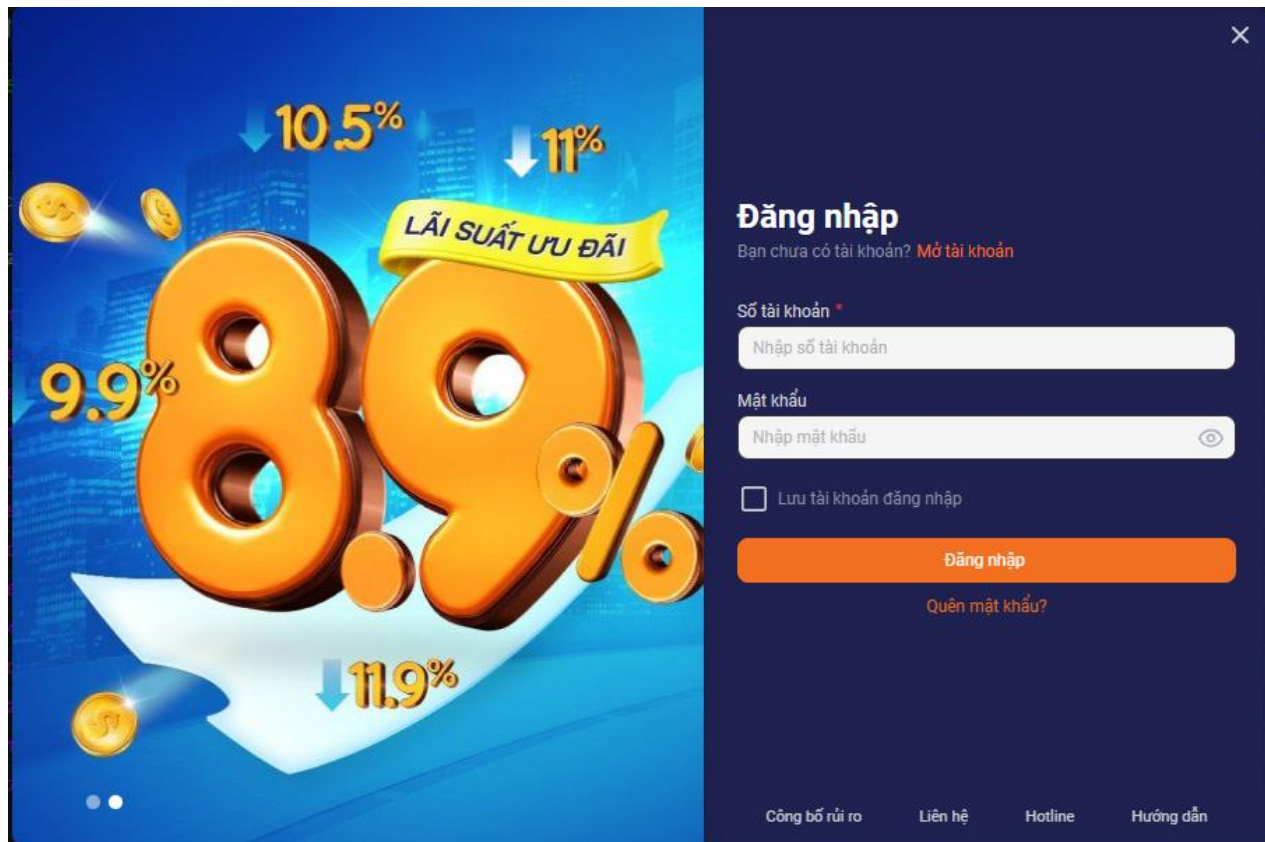 10.5%
11%
LÃI SUẤT ƯU ĐÃI
9.9%
8.9%
11.9%
Đăng nhập
Bạn chưa có tài khoản? Mở tài khoản
Số tài khoản *
Nhập số tài khoản
Mật khẩu
Nhập mật khẩu
Lưu tài khoản đăng nhập
Đăng nhập
Quên mật khẩu?
Công bố rủi ro Liên hệ Hotline Hướng dẫn